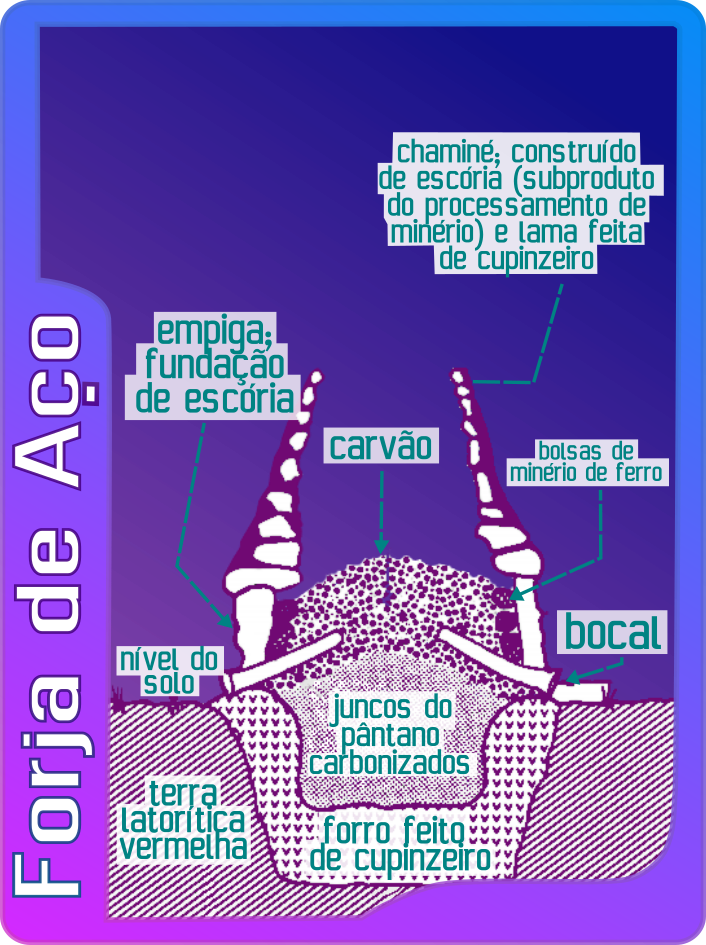 Forja de Aço
chaminé; construído
de escória (subproduto
do processamento de
minério) e lama feita
de cupinzeiro
empiga;
fundação
de escória
carvão
bolsas de
minério de ferro
bocal
nível do
solo
juncos do
pântano
carbonizados
terra
latorítica
vermelha
forro feito
de cupinzeiro